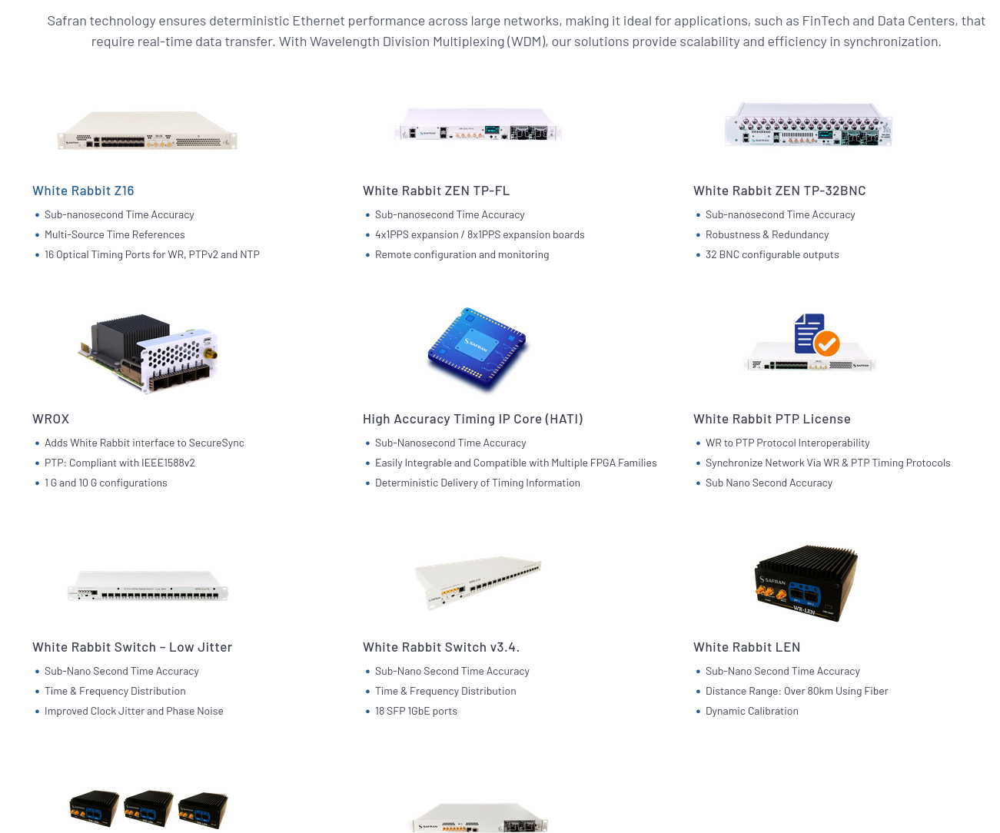 Safran technology ensures deterministic Ethernet performance across large networks, making it ideal for applications, such as FinTech and Data Centers, that
require real-time data transfer. With Wavelength Division Multiplexing (WDM), our solutions provide scalability and efficiency in synchronization.
SAFRAN
SAFRAN
SAFRAN
White Rabbit Z16
• Sub-nanosecond Time Accuracy
• Multi-Source Time References
• 16 Optical Timing Ports for WR, PTPv2 and NTP
White Rabbit ZEN TP-FL
• Sub-nanosecond Time Accuracy
• 4x1PPS expansion / 8x1PPS expansion boards
• Remote configuration and monitoring
White Rabbit ZEN TP-32BNC
• Sub-nanosecond Time Accuracy
• Robustness & Redundancy
• 32 BNC configurable outputs
SAFRAN
SAFRAN
WROX
• Adds White Rabbit interface to SecureSync
• PTP: Compliant with IEEE1588v2
• 1 G and 10 G configurations
High Accuracy Timing IP Core (HATI)
• Sub-Nanosecond Time Accuracy
• Easily Integrable and Compatible with Multiple FPGA Families
• Deterministic Delivery of Timing Information
White Rabbit PTP License
• WR to PTP Protocol Interoperability
• Synchronize Network Via WR & PTP Timing Protocols
• Sub Nano Second Accuracy
SAFRAN
SAFRAN
WR-LEN
White Rabbit Switch – Low Jitter
• Sub-Nano Second Time Accuracy
• Time & Frequency Distribution
• Improved Clock Jitter and Phase Noise
White Rabbit Switch v3.4.
• Sub-Nano Second Time Accuracy
• Time & Frequency Distribution
• 18 SFP 1GbE ports
White Rabbit LEN
• Sub-Nano Second Time Accuracy
• Distance Range: Over 80km Using Fiber
• Dynamic Calibration
SAFRAN